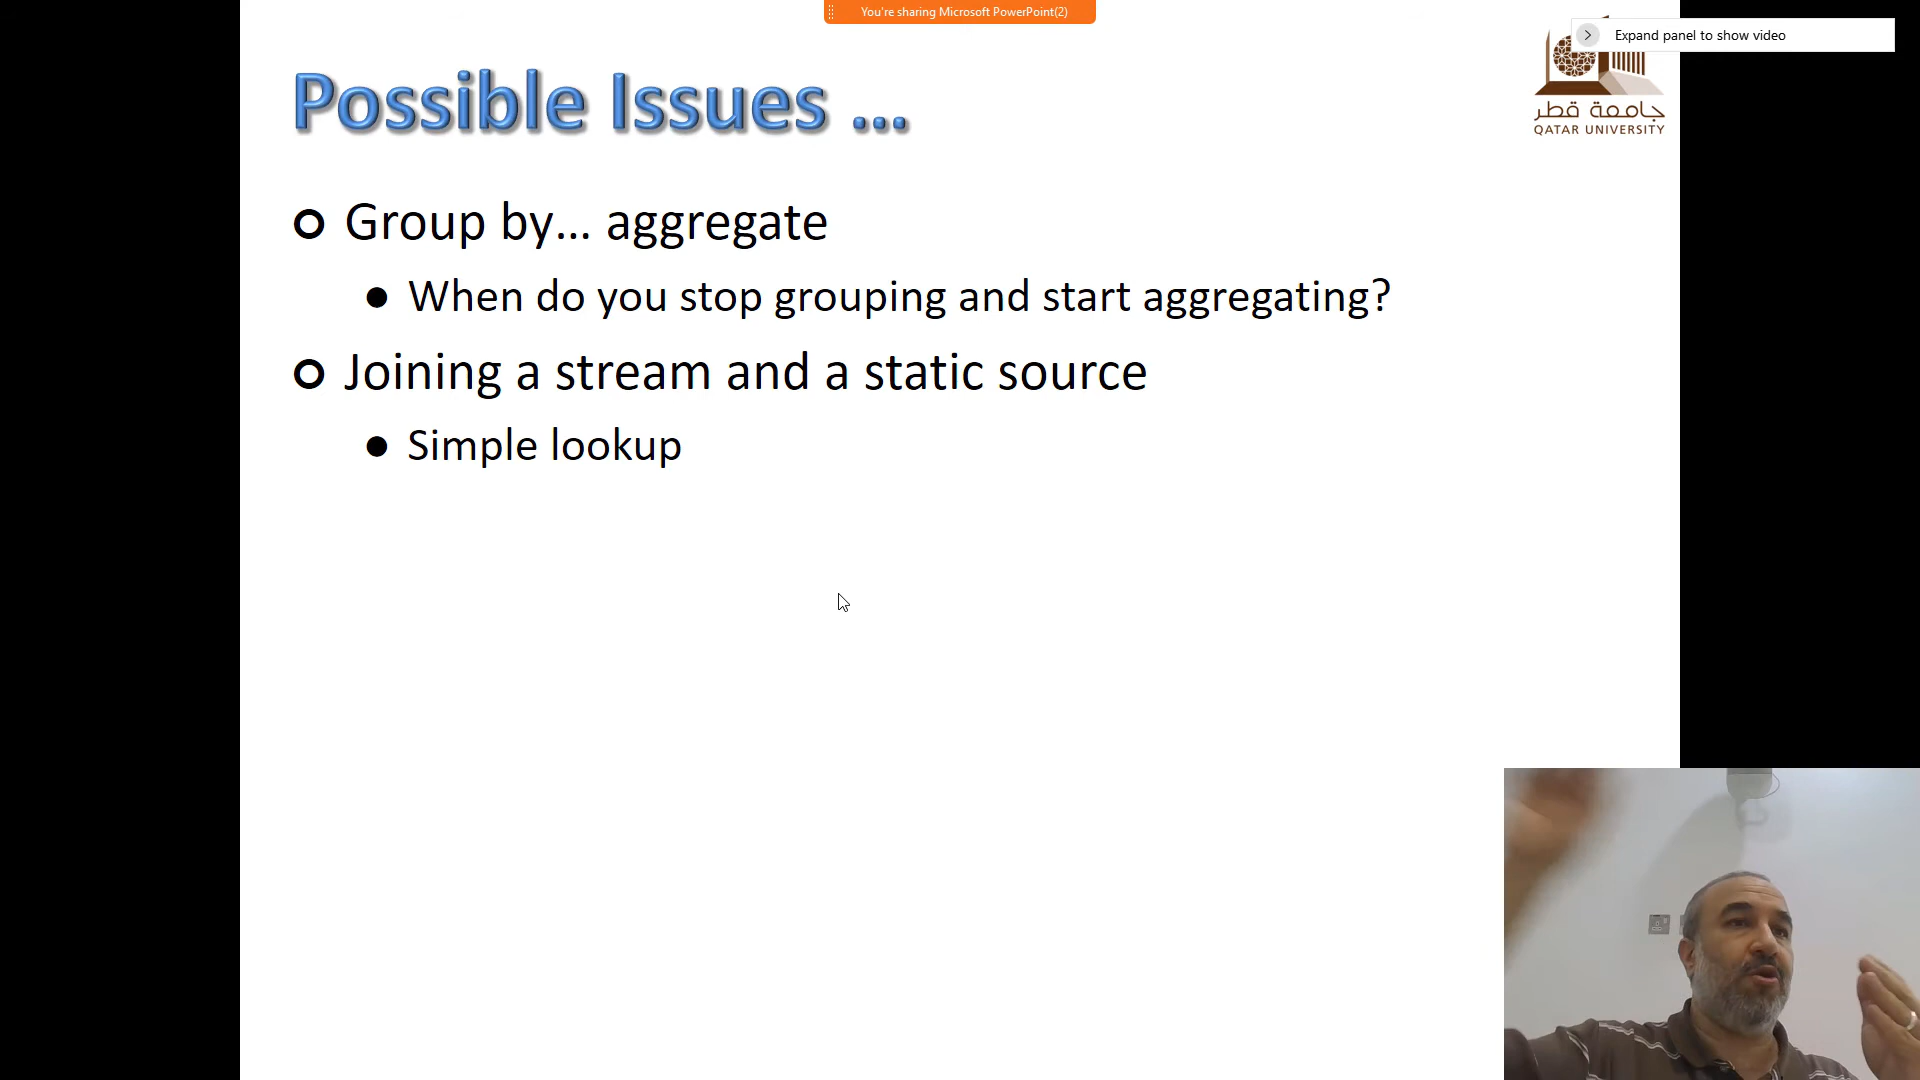 You're sharing Microsoft PowerPoint(2)
Expand panel to show video
Possible Issues ...
جامعة قطر
QATAR UNIVERSITY
Group by... aggregate
When do you stop grouping and start aggregating?
Joining a stream and a static source
Simple lookup